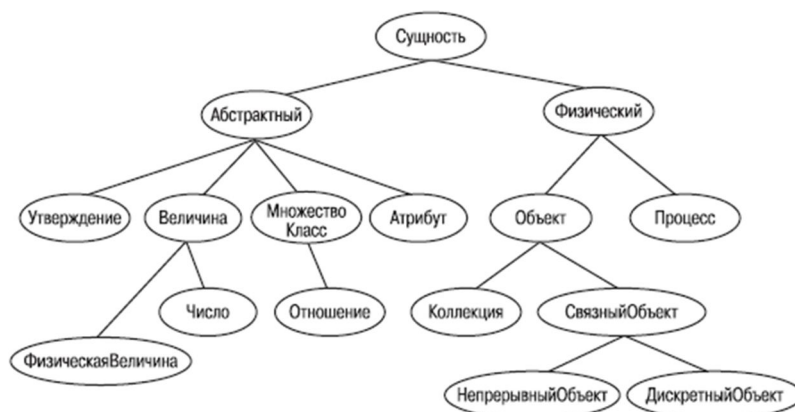 Сущность
Абстрактный
Физический
Утверждение
Величина
Множество
Класс
Атрибут
Объект
Процесс
Число
Отношение
Коллекция
СвязныйОбъект
ФизическаяВеличина
НепрерывныйОбъект
ДискретныйОбъект